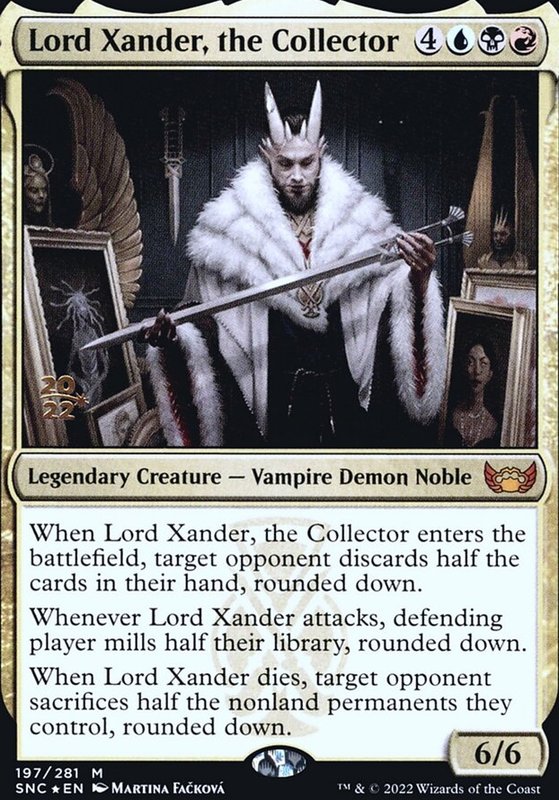 Lord Xander, the Collector 4
20
22
Legendary Creature — Vampire Demon Noble
When Lord Xander, the Collector enters the
battlefield, target opponent discards half the
cards in their hand, rounded down.
Whenever Lord Xander attacks, defending
player mills half their library, rounded down.
When Lord Xander dies, target opponent
sacrifices half the nonland permanents they
control, rounded down.
6/6
197/281 M
SNC ★ EN Martina Fačková
™ & © 2022 Wizards of the Coast